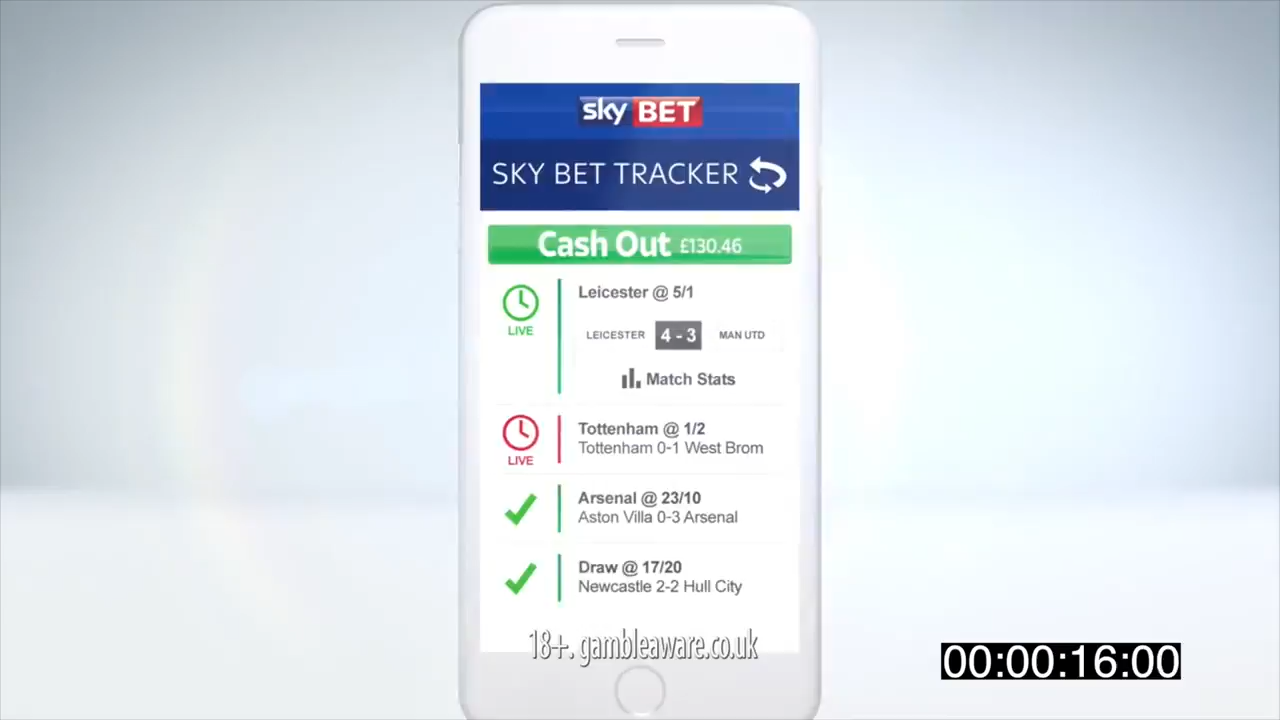 sky BET
SKY BET TRACKER
Cash Out £130.46
LIVE
Leicester @ 5/1
LEICESTER 4 - 3 MAN UTD
Match Stats
LIVE
Tottenham @ 1/2
Tottenham 0-1 West Brom
Arsenal @ 23/10
Aston Villa 0-3 Arsenal
Draw @ 17/20
Newcastle 2-2 Hull City
18+. gambleaware.co.uk
00:00:16:00